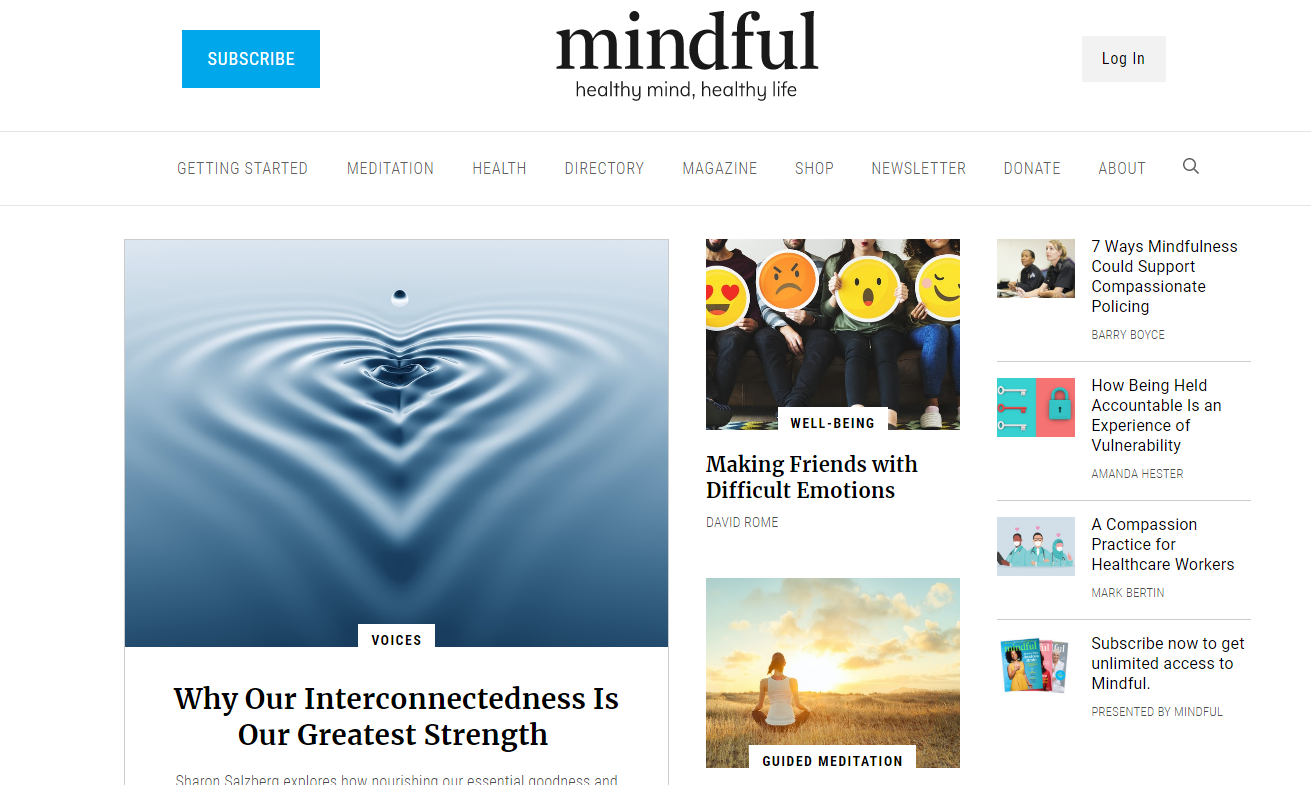 SUBSCRIBE
mindful
healthy mind, healthy life
Log In
GETTING STARTED
MEDITATION
HEALTH
DIRECTORY
MAGAZINE
SHOP
NEWSLETTER
DONATE
ABOUT
VOICES
Why Our Interconnectedness Is
Our Greatest Strength
Sharon Salzberg explores how nourishing our essential goodness and
WELL-BEING
Making Friends with
Difficult Emotions
DAVID ROME
GUIDED MEDITATION
7 Ways Mindfulness
Could Support
Compassionate
Policing
BARRY BOYCE
How Being Held
Accountable Is an
Experience of
Vulnerability
AMANDA HESTER
A Compassion
Practice for
Healthcare Workers
MARK BERTIN
mindful
Subscribe now to get
unlimited access to
Mindful.
PRESENTED BY MINDFUL